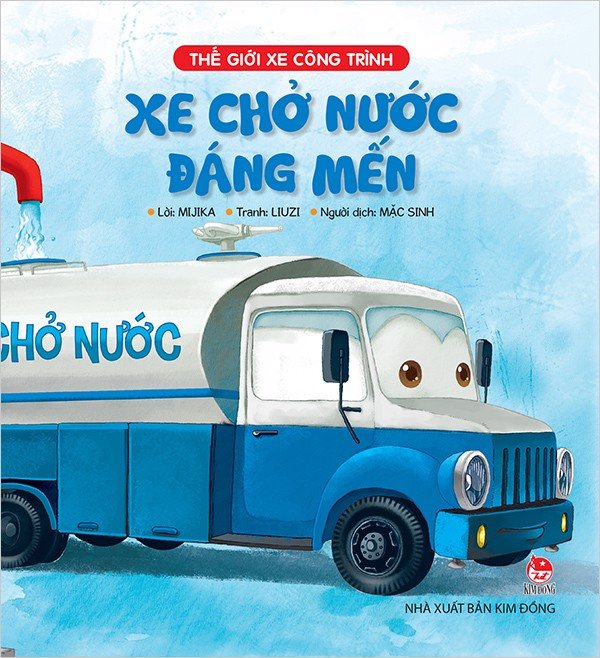 THẾ GIỚI XE CÔNG TRÌNH
XE CHỞ NƯỚC
ĐÁNG MẾN
Lời: MIJIKA • Tranh: LIUZI • Người dịch: MẶC SINH
CHỞ NƯỚC
KIM ĐỒNG
NHÀ XUẤT BẢN KIM ĐỒNG